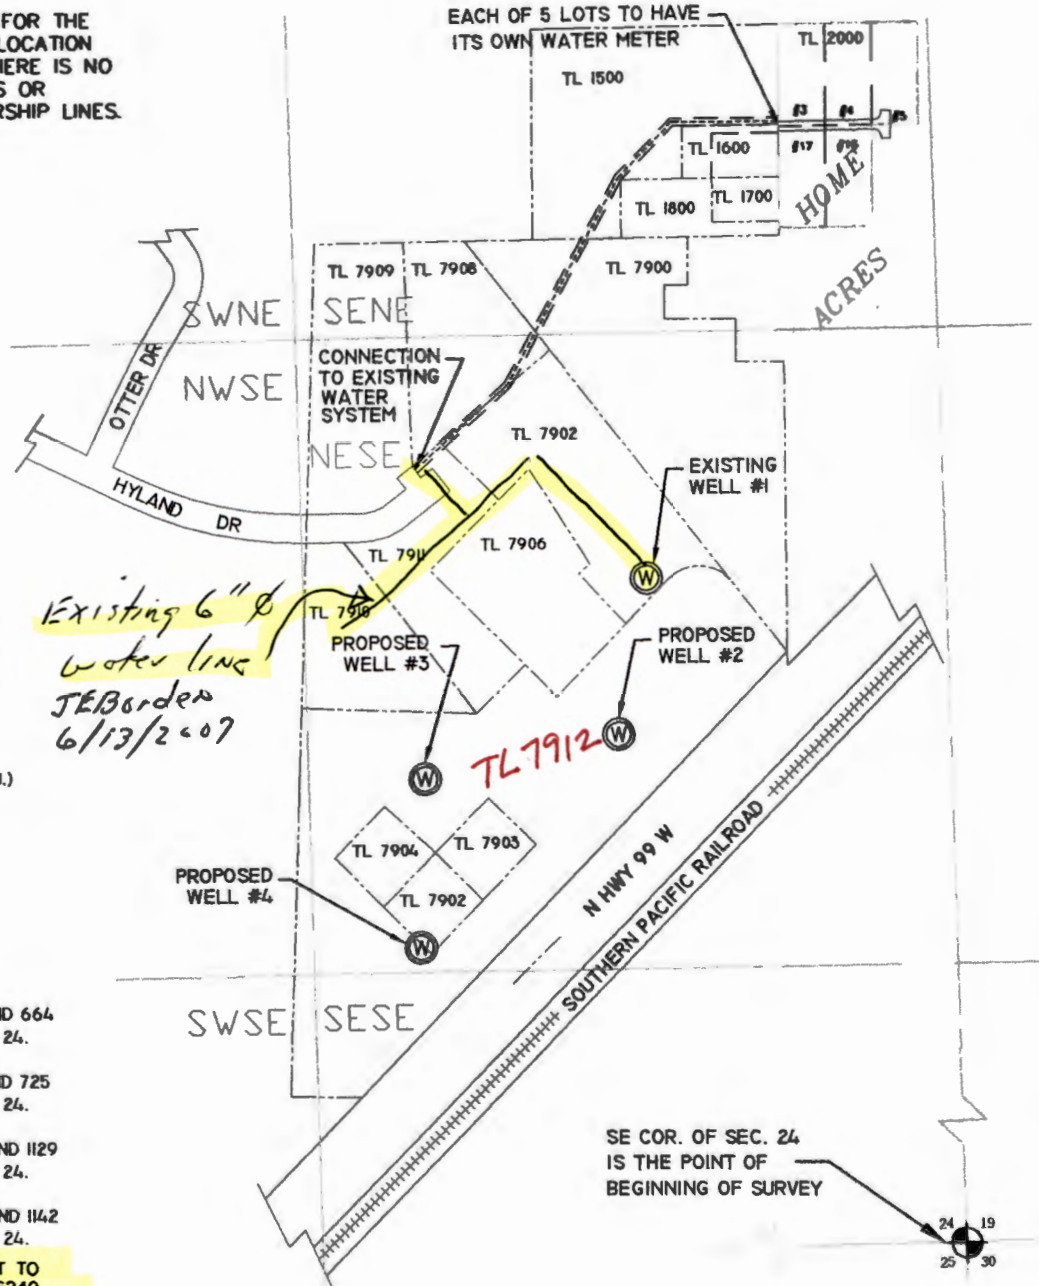 FOR THE
LOCATION
HERE IS NO
S OR
RSHIP LINES.
EACH OF 5 LOTS TO HAVE
ITS OWN WATER METER
TL 2000
TL 1500
#3
#4
#5
#17
TL 1600
TL 1800
TL 1700
HOME
ACRES
TL 7909
TL 7908
TL 7900
SWNE
SENE
OTTER DR
NWSE
CONNECTION
TO EXISTING
WATER
SYSTEM
NESE
TL 7902
EXISTING
WELL #1
HYLAND DR
TL 7911
TL 7906
W
Existing 6" ø
water line
JEBorden
6/13/2007
TL 7910
PROPOSED
WELL #3
PROPOSED
WELL #2
W
TL 7912
W
.)
TL 7904
TL 7903
TL 7902
PROPOSED
WELL #4
W
N HWY 99 W
SOUTHERN PACIFIC RAILROAD
SWSE
SESE
ND 664
24.
D 725
24.
ND 1129
24.
ND 1142
24.
T TO
SE COR. OF SEC. 24
IS THE POINT OF
BEGINNING OF SURVEY
24 19
25 30